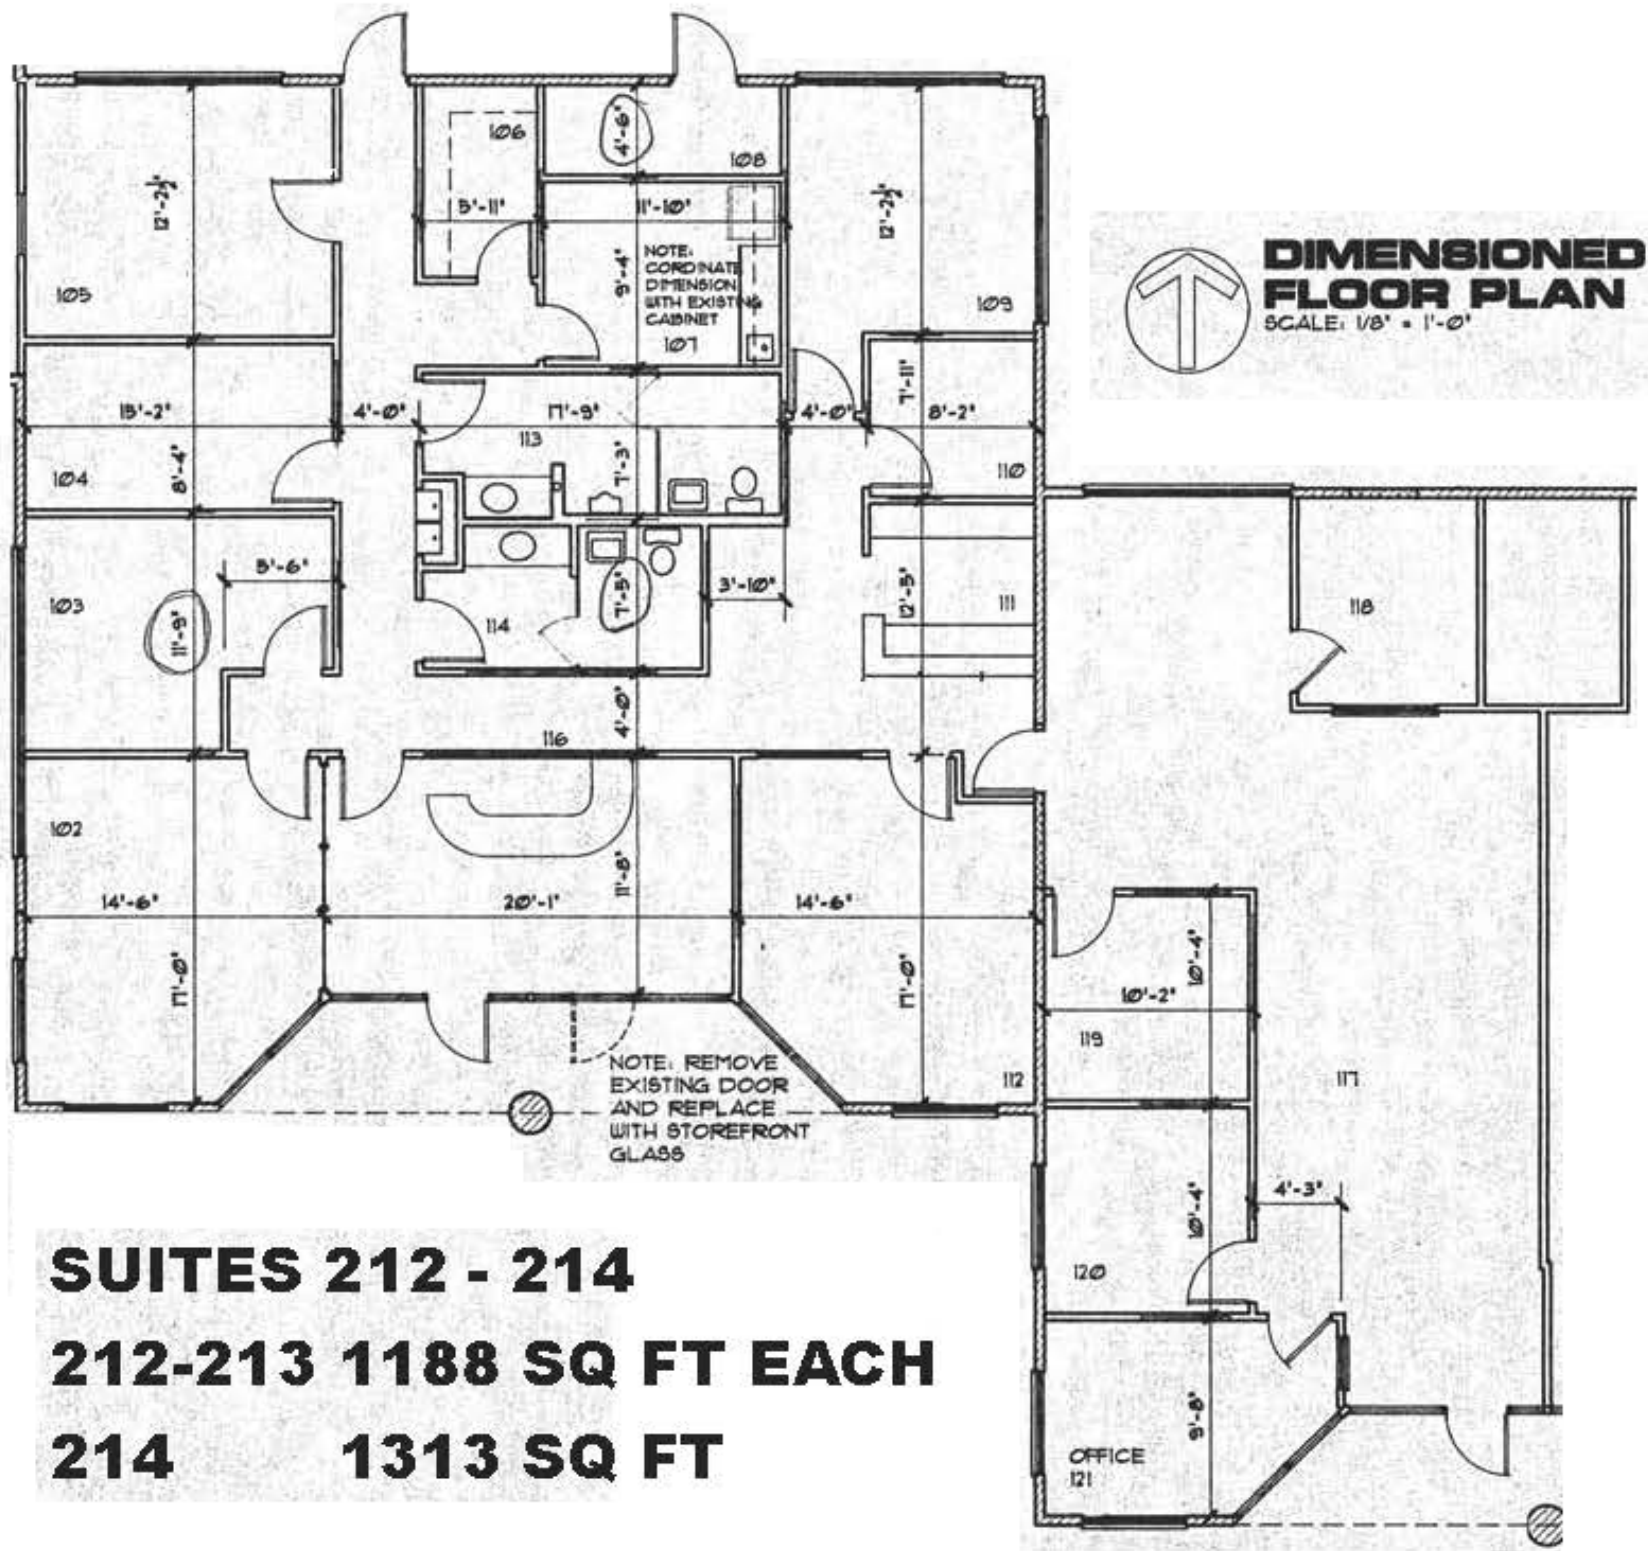 106
4'-6"
108
12'-2½"
5'-11"
11'-10"
12'-2½"
NOTE:
CORDINATE
DIMENSION
WITH EXISTING
CABINET
9'-4"
105
107
109
DIMENSIONED
FLOOR PLAN
SCALE: 1/8" = 1'-0"
15'-2"
4'-0"
17'-9"
4'-0"
7'-11"
8'-2"
113
104
8'-4"
7'-3"
110
5'-6"
3'-10"
12'-5"
103
11'-9"
7'-5"
111
118
114
116
4'-0"
102
14'-6"
20'-1"
11'-8"
14'-6"
17'-0"
17'-0"
10'-4"
10'-2"
119
112
117
NOTE: REMOVE
EXISTING DOOR
AND REPLACE
WITH STOREFRONT
GLASS
10'-4"
4'-3"
120
9'-8"
OFFICE
121
SUITES 212 - 214
212-213 1188 SQ FT EACH
214 1313 SQ FT